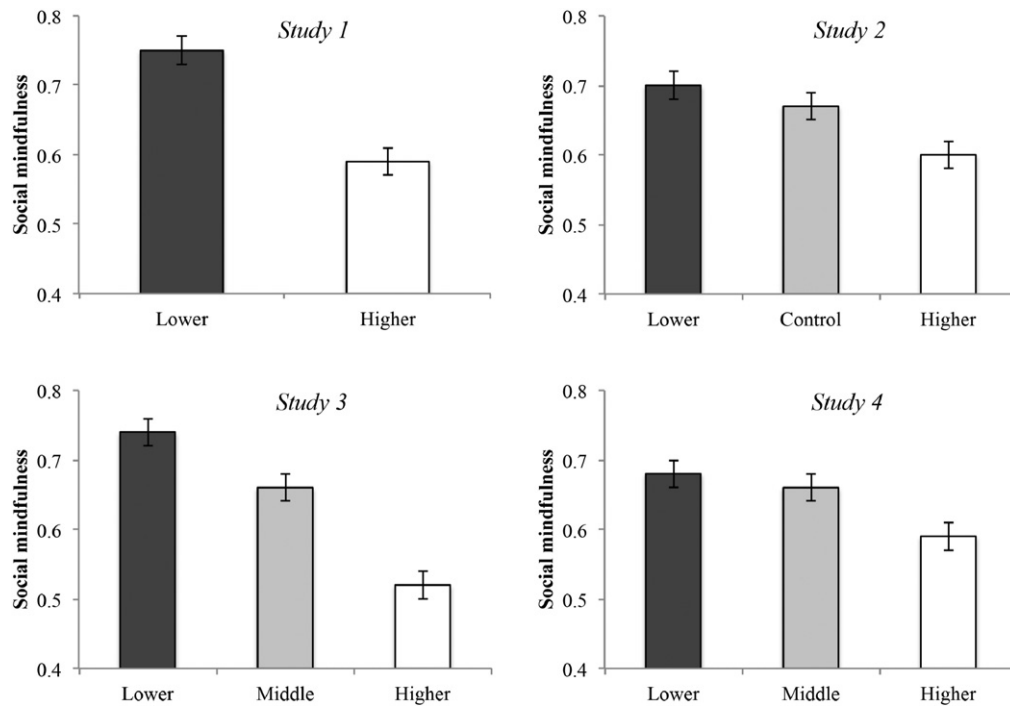 Study 1
Social mindfulness
0.8
0.7
0.6
0.5
0.4
Lower Higher
Study 2
Social mindfulness
0.8
0.7
0.6
0.5
0.4
Lower Control Higher
Study 3
Social mindfulness
0.8
0.7
0.6
0.5
0.4
Lower Middle Higher
Study 4
Social mindfulness
0.8
0.7
0.6
0.5
0.4
Lower Middle Higher